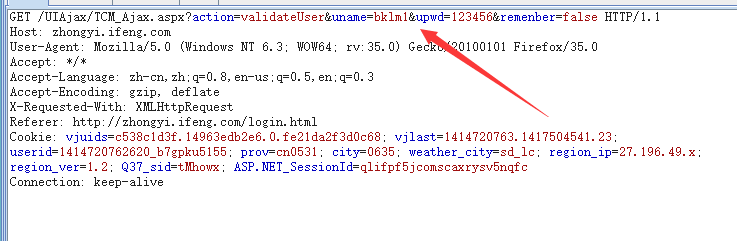 GET /UIAjax/TCM_Ajax.aspx?action=validateUser&uname=bklm1&upwd=123456&remenber=false HTTP/1.1
Host: zhongyi.ifeng.com
User-Agent: Mozilla/5.0 (Windows NT 6.3; WOW64; rv:35.0) Gecko/20100101 Firefox/35.0
Accept: */*
Accept-Language: zh-cn,zh;q=0.8,en-us;q=0.5,en;q=0.3
Accept-Encoding: gzip, deflate
X-Requested-With: XMLHttpRequest
Referer: http://zhongyi.ifeng.com/login.html
Cookie: vjuids=c538c1d3f.14963edb2e6.0.fe21da2f3d0c68; vjlast=1414720763.1417504541.23;
userid=1414720762620_b7gpku5155; prov=cn0531; city=0635; weather_city=sd_lc; region_ip=27.196.49.x;
region_ver=1.2; Q37_sid=tMhowx; ASP.NET_SessionId=qlifpf5jcomscaxrysv5nqfc
Connection: keep-alive